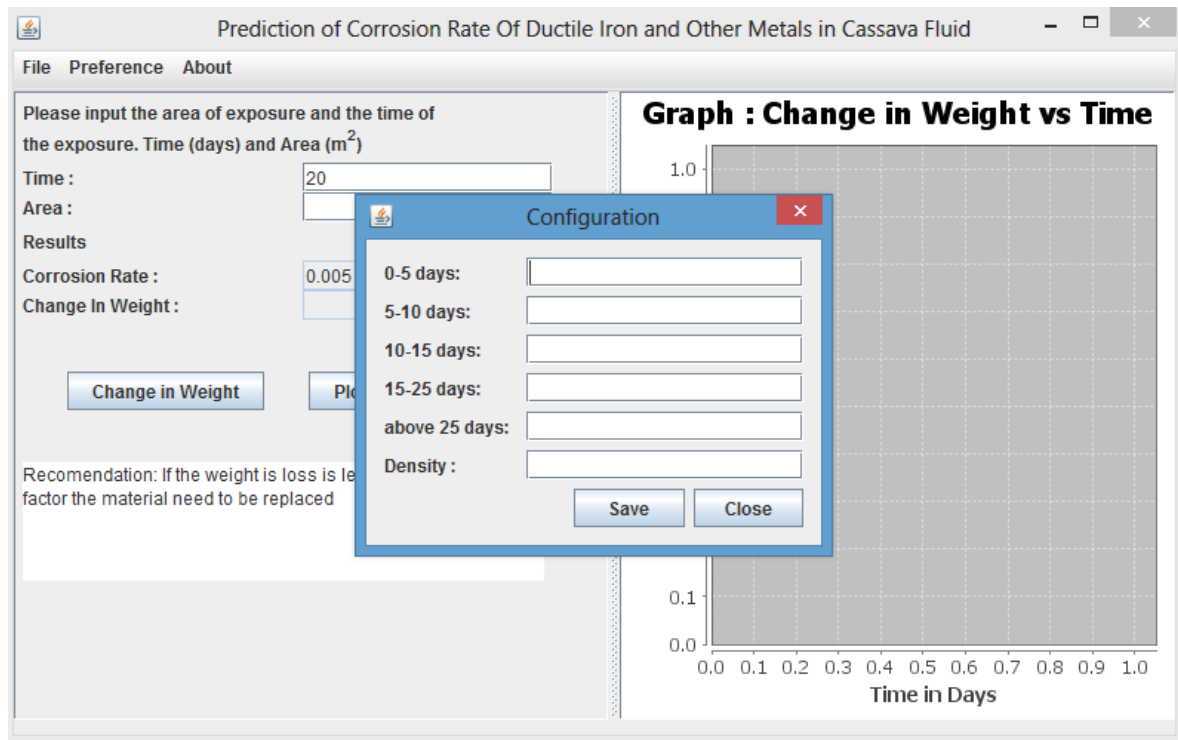 Prediction of Corrosion Rate Of Ductile Iron and Other Metals in Cassava Fluid
File Preference About
Please input the area of exposure and the time of
the exposure. Time (days) and Area (m²)
Time :
20
Area :
Results
Corrosion Rate :
0.005
Change In Weight :
Change in Weight
Recomendation: If the weight is loss is
factor the material need to be replaced
Configuration
0-5 days:
5-10 days:
10-15 days:
15-25 days:
above 25 days:
Density :
Save Close
Graph : Change in Weight vs Time
1.0
0.1
0.0
0.0 0.1 0.2 0.3 0.4 0.5 0.6 0.7 0.8 0.9 1.0
Time in Days